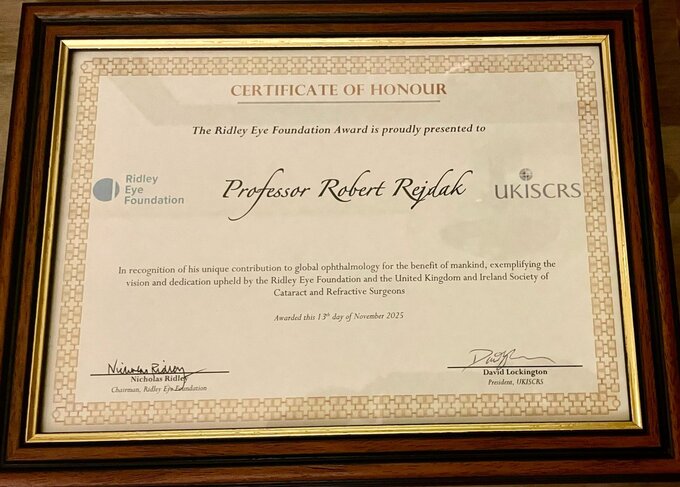 CERTIFICATE OF HONOUR
The Ridley Eye Foundation Award is proudly presented to
Ridley
Eye
Foundation
Professor Robert Rejdak
UKISCRS
In recognition of his unique contribution to global ophthalmology for the benefit of mankind, exemplifying the
vision and dedication upheld by the Ridley Eye Foundation and the United Kingdom and Ireland Society of
Cataract and Refractive Surgeons
Awarded this 13th day of November 2025
Nicholas Ridley
Nicholas Ridley
Chairman, Ridley Eye Foundation
David Lockington
President, UKISCRS